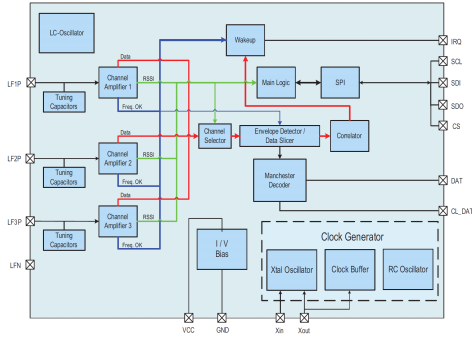 LC-Oscillator
Wakeup
IRQ
SCL
SDI
SDO
CS
LF1P
Tuning
Capacitors
Channel
Amplifier 1
Data
RSSI
Freq. OK
Main Logic
SPI
Channel
Selector
Envelope Detector /
Data Slicer
Correlator
LF2P
Tuning
Capacitors
Channel
Amplifier 2
Data
RSSI
Freq. OK
Manchester
Decoder
DAT
CL_DAT
LF3P
Tuning
Capacitors
Channel
Amplifier 3
Data
RSSI
Freq. OK
LFN
I / V
Bias
Clock Generator
Xtal Oscillator
Clock Buffer
RC Oscillator
VCC
GND
Xin
Xout